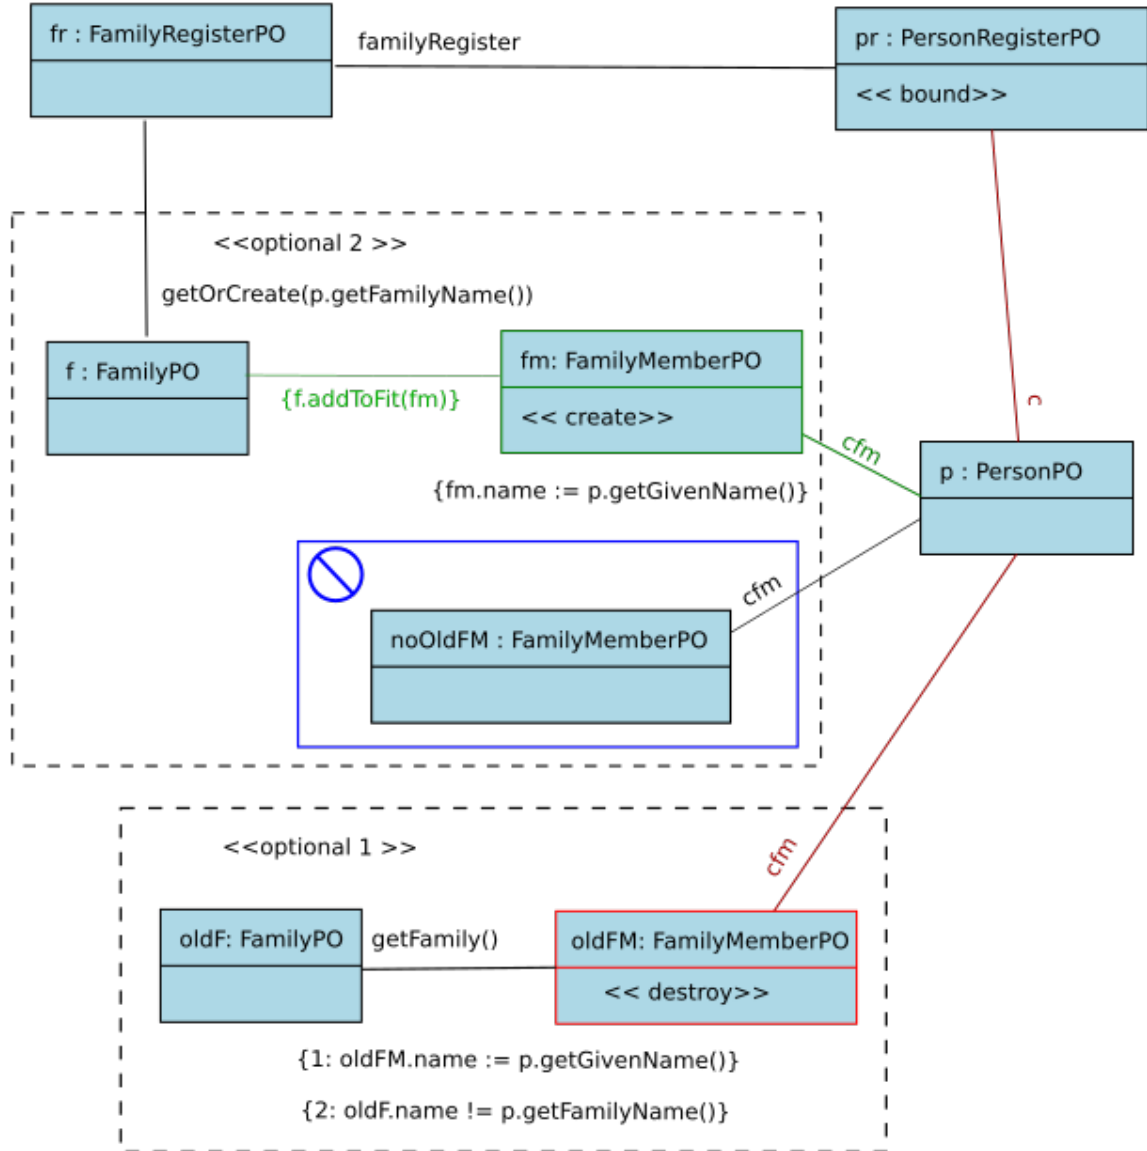 fr : FamilyRegisterPO
familyRegister
pr : PersonRegisterPO
<< bound>>
<<optional 2 >>
getOrCreate(p.getFamilyName())
f : FamilyPO
{f.addToFit(fm)}
fm: FamilyMemberPO
<< create>>
c
cfm
p : PersonPO
{fm.name := p.getGivenName()}
cfm
noOldFM : FamilyMemberPO
<<optional 1 >>
cfm
oldF: FamilyPO
getFamily()
oldFM: FamilyMemberPO
<< destroy>>
{1: oldFM.name := p.getGivenName()}
{2: oldF.name != p.getFamilyName()}